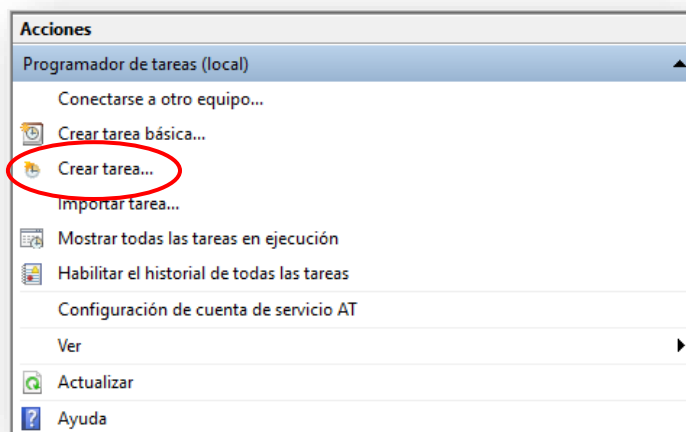 Acciones
Programador de tareas (local)
Conectarse a otro equipo...
Crear tarea básica...
Crear tarea...
Importar tarea...
Mostrar todas las tareas en ejecución
Habilitar el historial de todas las tareas
Configuración de cuenta de servicio AT
Ver
Actualizar
Ayuda